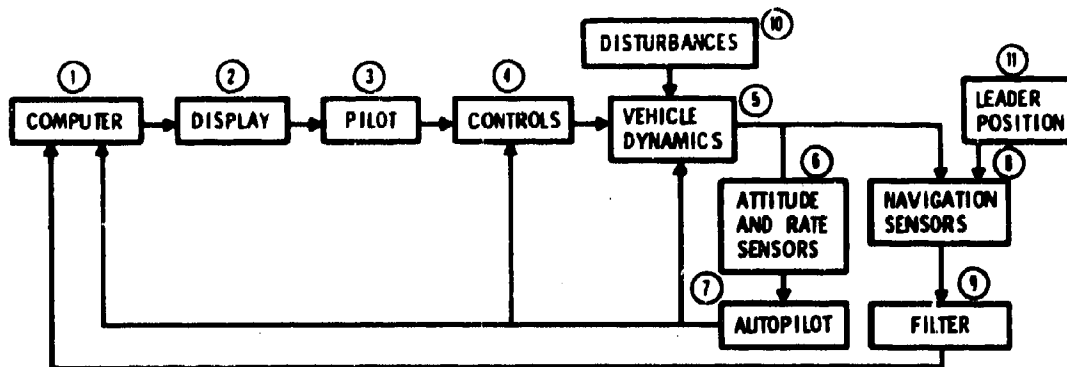 10
DISTURBANCES
11
LEADER
POSITION
1
COMPUTER
2
DISPLAY
3
PILOT
4
CONTROLS
5
VEHICLE
DYNAMICS
6
ATTITUDE
AND RATE
SENSORS
8
NAVIGATION
SENSORS
7
AUTOPILOT
9
FILTER